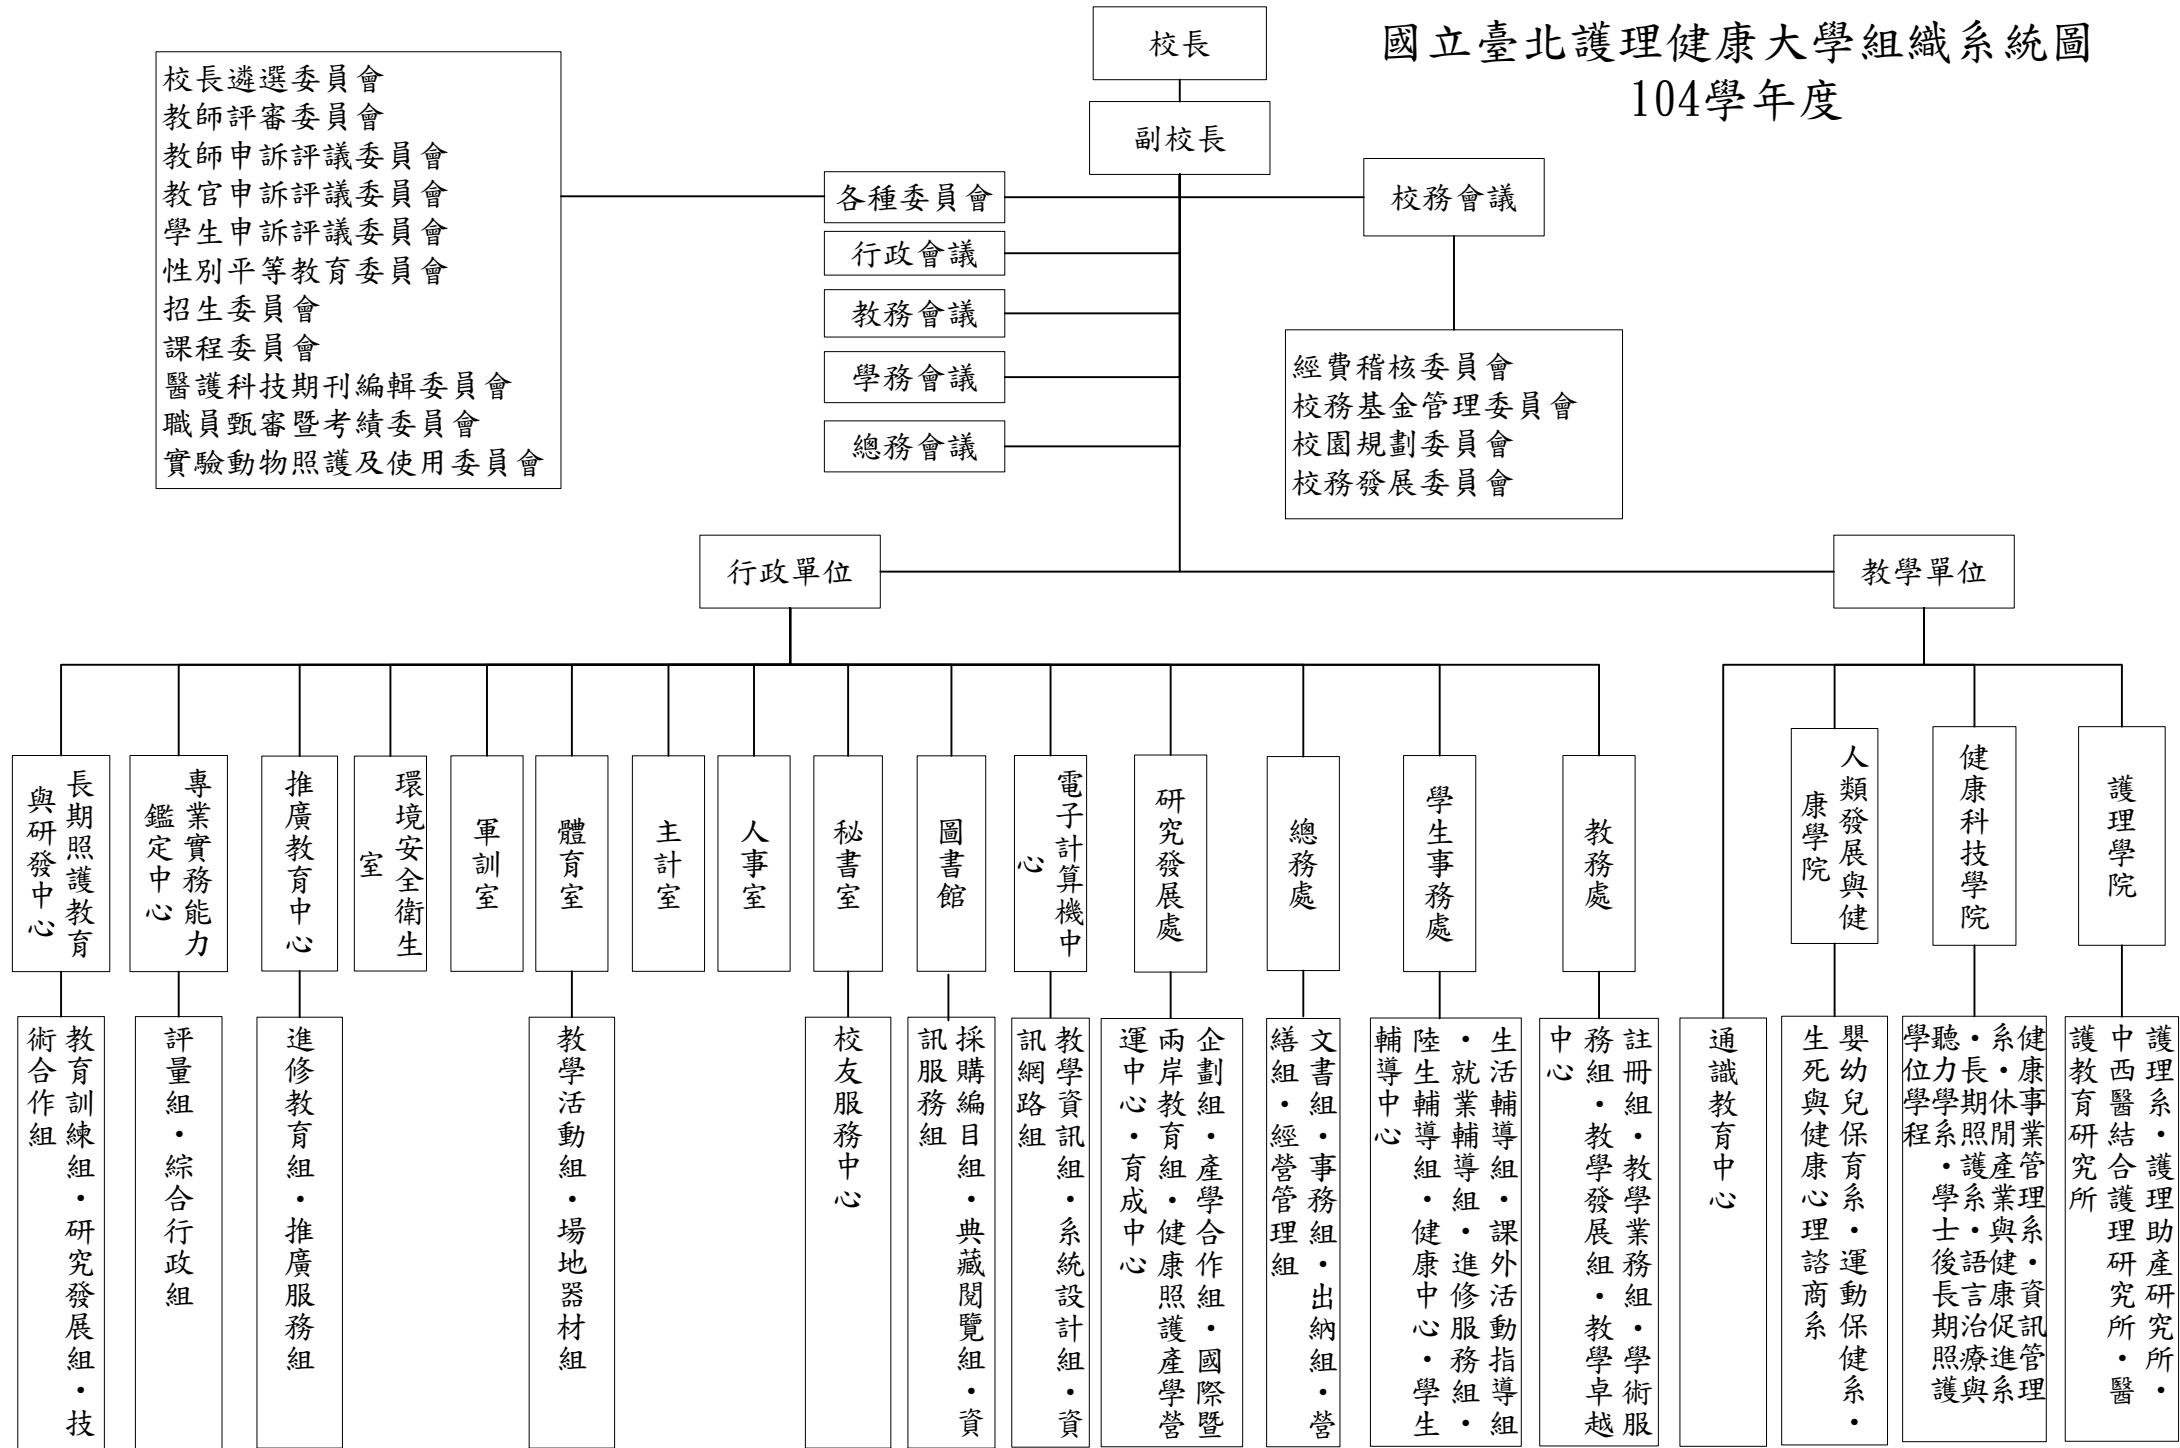 國立臺北護理健康大學組織系統圖
104學年度
校長
副校長
校長遴選委員會
教師評審委員會
教師申訴評議委員會
教官申訴評議委員會
學生申訴評議委員會
性別平等教育委員會
招生委員會
課程委員會
醫護科技期刊編輯委員會
職員甄審暨考績委員會
實驗動物照護及使用委員會
各種委員會
行政會議
教務會議
學務會議
總務會議
校務會議
經費稽核委員會
校務基金管理委員會
校園規劃委員會
校務發展委員會
行政單位
教學單位
護理學院
健康科技學院
人類發展與健
康學院
教務處
學生事務處
總務處
研究發展處
電子計算機中
心
圖書館
秘書室
人事室
主計室
體育室
軍訓室
環境安全衛生
室
推廣教育中心
專業實務能力
鑑定中心
長期照護教育
與研發中心
護理系・護理助產研究所・
中西醫結合護理研究所・醫
護教育研究所
健康事業管理系・資訊管理
系・休閒產業與健康促進系
・長期照護系・語言治療與
聽力學系・學士後長期照護
學位學程
嬰幼兒保育系・運動保健系・
生死與健康心理諮商系
通識教育中心
註冊組・教學業務組・學術服
務組・教學發展組・教學卓越
中心
生活輔導組・課外活動指導組
・就業輔導組・進修服務組・
陸生輔導組・健康中心・學生
輔導中心
文書組・事務組・出納組・營
繕組・經營管理組
企劃組・產學合作組・國際暨
兩岸教育組・健康照護產學營
運中心・育成中心
教學資訊組・系統設計組・資
訊網路組
採購編目組・典藏閱覽組・資
訊服務組
校友服務中心
教學活動組・場地器材組
進修教育組・推廣服務組
評量組・綜合行政組
教育訓練組・研究發展組・技
術合作組